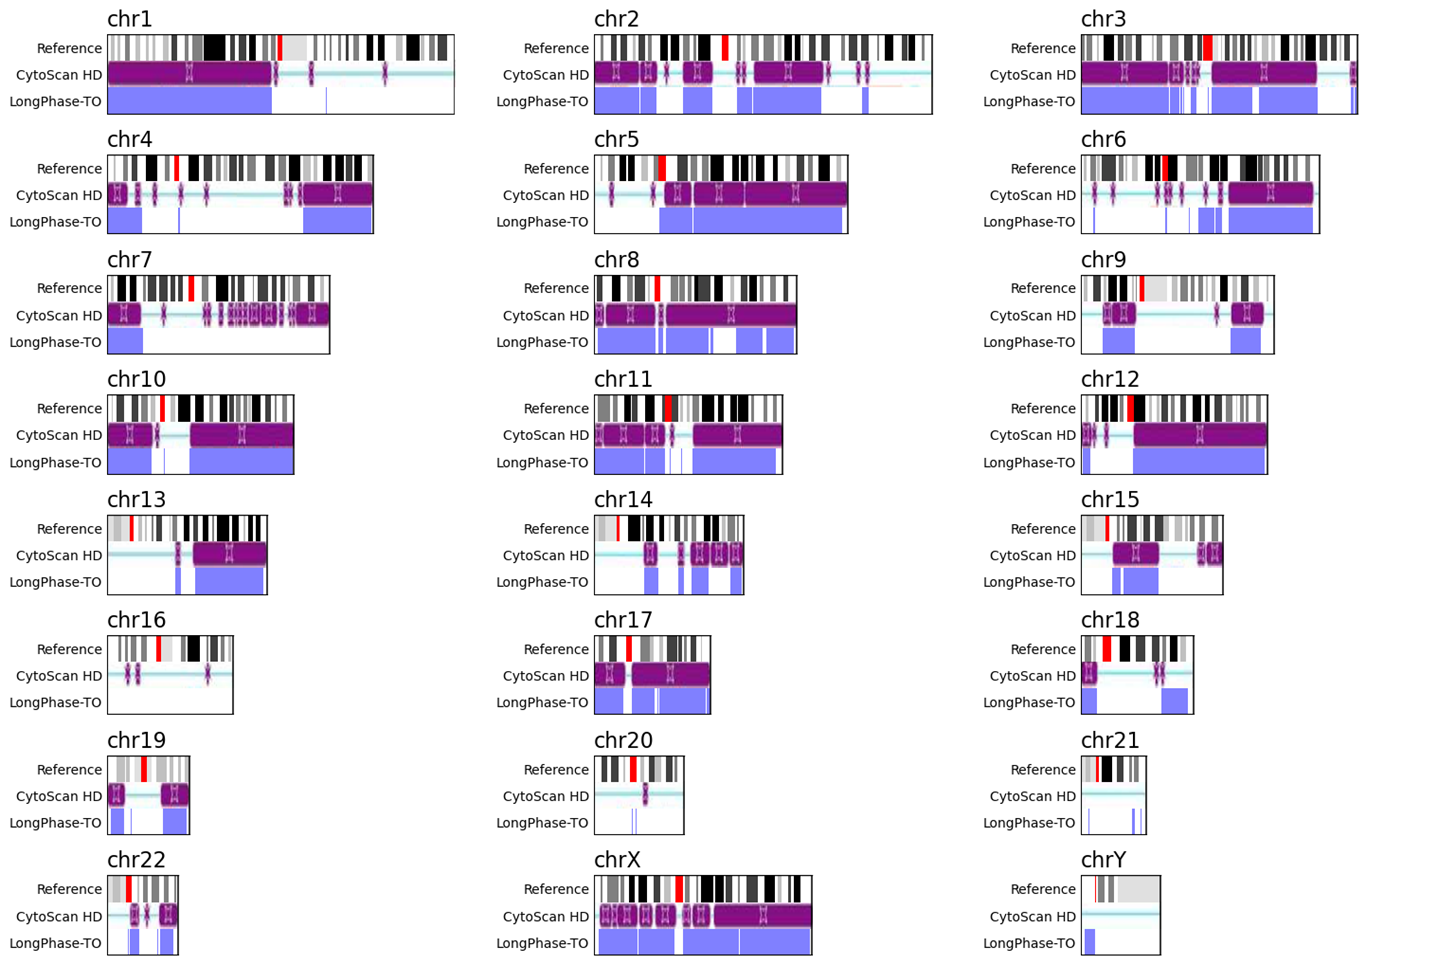 chr1
Reference
CytoScan HD
LongPhase-TO
chr2
Reference
CytoScan HD
LongPhase-TO
chr3
Reference
CytoScan HD
LongPhase-TO
chr4
Reference
CytoScan HD
LongPhase-TO
chr5
Reference
CytoScan HD
LongPhase-TO
chr6
Reference
CytoScan HD
LongPhase-TO
chr7
Reference
CytoScan HD
LongPhase-TO
chr8
Reference
CytoScan HD
LongPhase-TO
chr9
Reference
CytoScan HD
LongPhase-TO
chr10
Reference
CytoScan HD
LongPhase-TO
chr11
Reference
CytoScan HD
LongPhase-TO
chr12
Reference
CytoScan HD
LongPhase-TO
chr13
Reference
CytoScan HD
LongPhase-TO
chr14
Reference
CytoScan HD
LongPhase-TO
chr15
Reference
CytoScan HD
LongPhase-TO
chr16
Reference
CytoScan HD
LongPhase-TO
chr17
Reference
CytoScan HD
LongPhase-TO
chr18
Reference
CytoScan HD
LongPhase-TO
chr19
Reference
CytoScan HD
LongPhase-TO
chr20
Reference
CytoScan HD
LongPhase-TO
chr21
Reference
CytoScan HD
LongPhase-TO
chr22
Reference
CytoScan HD
LongPhase-TO
chrX
Reference
CytoScan HD
LongPhase-TO
chrY
Reference
CytoScan HD
LongPhase-TO